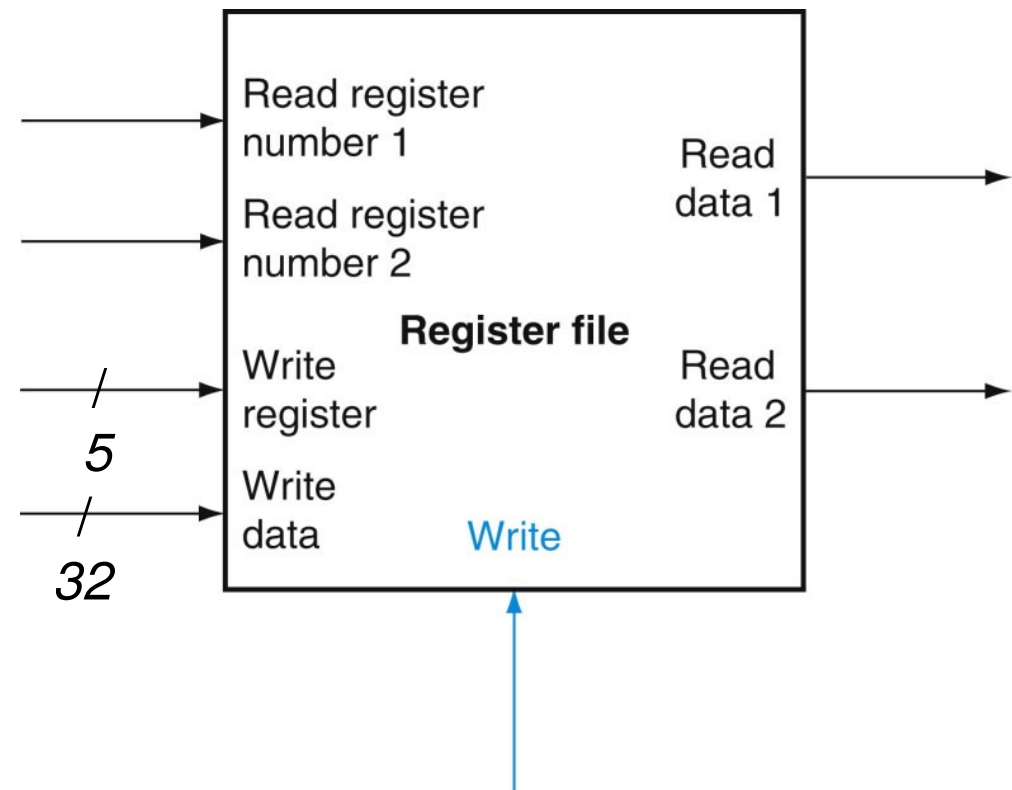 Read register
number 1
Read
data 1
Read register
number 2
Register file
Write
register
Read
data 2
5
Write
data
Write
32